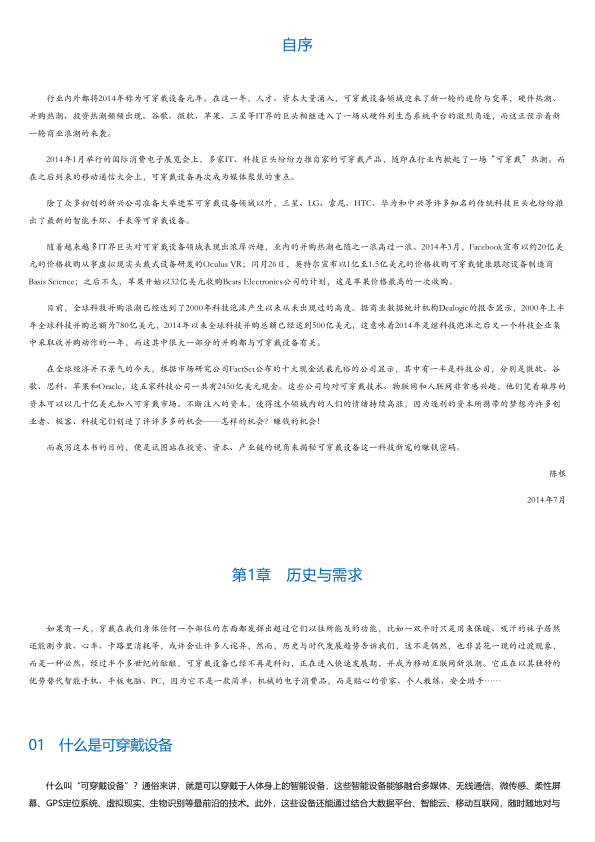 自序
行业内外都将2014年称为可穿戴设备元年。在这一年，人才、资本大量涌入，可穿戴设备领域迎来了新一轮的进阶与变革，硬件热潮、
并购热潮、投资热潮频频出现。谷歌、微软、苹果、三星等IT界的巨头相继进入了一场从硬件到生态系统平台的激烈角逐，而这正预示着新
一轮商业浪潮的来袭。
2014年1月举行的国际消费电子展览会上，多家IT、科技巨头纷纷力推自家的可穿戴产品，随即在行业内掀起了一场“可穿戴”热潮。而
在之后到来的移动通信大会上，可穿戴设备再次成为媒体聚焦的重点。
除了众多初创的新兴公司准备大举进军可穿戴设备领域以外，三星、LG、索尼、HTC、华为和中兴等许多知名的传统科技巨头也纷纷推
出了最新的智能手环、手表等可穿戴设备。
随着越来越多IT界巨头对可穿戴设备领域表现出浓厚兴趣，业内的并购热潮也随之一浪高过一浪。2014年3月，Facebook宣布以约20亿美
元的价格收购从事虚拟现实头戴式设备研发的Oculus VR；同月26日，英特尔宣布以1亿至1.5亿美元的价格收购可穿戴健康跟踪设备制造商
Basis Science；之后不久，苹果开始以32亿美元收购Beats Electronics公司的计划，这是苹果价格最高的一次收购。
目前，全球科技并购浪潮已经达到了2000年科技泡沫产生以来从未出现过的高度。据商业数据统计机构Dealogic的报告显示，2000年上半
年全球科技并购总额为780亿美元，2014年以来全球科技并购总额已经达到500亿美元，这意味着2014年是继科技泡沫之后又一个科技企业集
中采取收并购动作的一年，而这其中很大一部分的并购都与可穿戴设备有关。
在全球经济并不景气的今天，根据市场研究公司FactSet公布的十大现金流最充裕的公司显示，其中有一半是科技公司，分别是微软、谷
歌、思科、苹果和Oracle，这五家科技公司一共有2450亿美元现金。这些公司均对可穿戴技术、物联网和人联网非常感兴趣，他们凭着雄厚的
资本可以以几十亿美元加入可穿戴市场。不断注入的资本，使得这个领域内的人们的情绪持续高涨，因为逐利的资本所携带的梦想为许多创
业者、极客、科技宅们创造了许许多多的机会——怎样的机会？赚钱的机会！
而我写这本书的目的，便是试图站在投资、资本、产业链的视角来揭秘可穿戴设备这一科技新宠的赚钱密码。
陈根
2014年7月
第1章 历史与需求
如果有一天，穿戴在我们身体任何一个部位的东西都发挥出超过它们以往所能及的功能，比如一双平时只是用来保暖、吸汗的袜子居然
还能测步数、心率、卡路里消耗等，或许会让许多人诧异。然而，历史与时代发展趋势告诉我们，这不是偶然，也非昙花一现的过渡现象，
而是一种必然。经过半个多世纪的酝酿，可穿戴设备已经不再是科幻，正在进入快速发展期，并成为移动互联网新浪潮。它正在以其独特的
优势替代智能手机、平板电脑、PC，因为它不是一款简单、机械的电子消费品，而是贴心的管家、个人教练、安全助手……
01 什么是可穿戴设备
什么叫“可穿戴设备”？通俗来讲，就是可以穿戴于人体身上的智能设备，这些智能设备能够融合多媒体、无线通信、微传感、柔性屏
幕、GPS定位系统、虚拟现实、生物识别等最前沿的技术。此外，这些设备还能通过结合大数据平台、智能云、移动互联网，随时随地对与